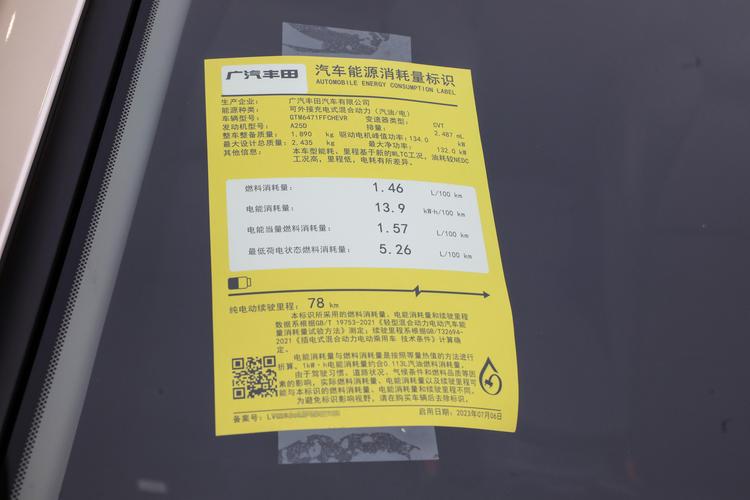 广汽丰田 汽车能源消耗量标识
AUTOMOBILE ENERGY CONSUMPTION LABEL
生产企业: 广汽丰田汽车有限公司
能源种类: 可外接充电式混合动力(汽油/电)
车辆型号: GTM6471FFCHEVR 变速器类型: CVT
发动机型号: A25D 排量: 2.487 mL
整车整备质量: 1.890 kg 驱动电机峰值功率: 134.0 kW
最大设计总质量: 2.435 kg 最大净功率: 132.0 kW
其他信息: 本车型能耗、里程基于新的WLTC工况,油耗较NEDC
工况高,里程低,电耗有所差异。
燃料消耗量: 1.46 L/100 km
电能消耗量: 13.9 kW·h/100 km
电能当量燃料消耗量: 1.57 L/100 km
最低荷电状态燃料消耗量: 5.26 L/100 km
纯电动续驶里程: 78 km
本标识所采用的燃料消耗量、电能消耗量和续驶里程
数据系根据GB/T 19753-2021《轻型混合动力电动汽车能
量消耗量试验方法》测定;续驶里程系根据GB/T32694-
2021《插电式混合动力电动乘用车 技术条件》计算确
定。
电能消耗量与燃料消耗量是按照等量热值的方法进行
折算。1kW·h电能消耗量约合0.113L汽油燃料消耗量。
由于驾驶习惯、道路状况、气侯条件和燃料品质等因
素的影响,实际燃料消耗量、电能消耗量以及续驶里程可
能与本标识的燃料消耗量、电能消耗量和续驶里程不同。
为避免标识影响视野,请在购买车辆后去除标识。
备案号: 启用日期: 2023年07月06日